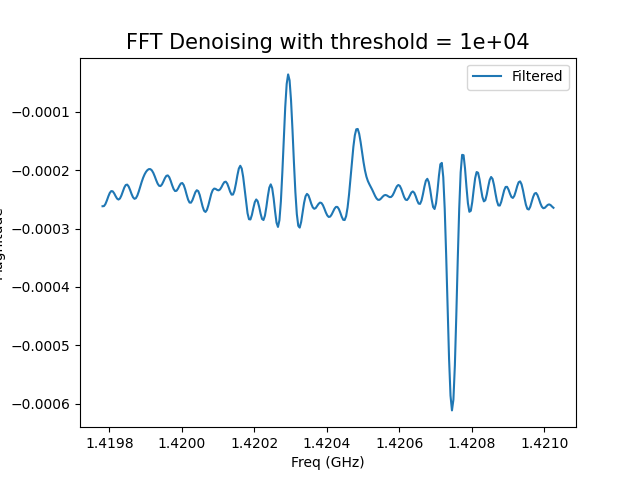 FFT Denoising with threshold = 1e+04
Filtered
−0.0001
−0.0002
−0.0003
−0.0004
−0.0005
−0.0006
1.4198 1.4200 1.4202 1.4204 1.4206 1.4208 1.4210
Freq (GHz)